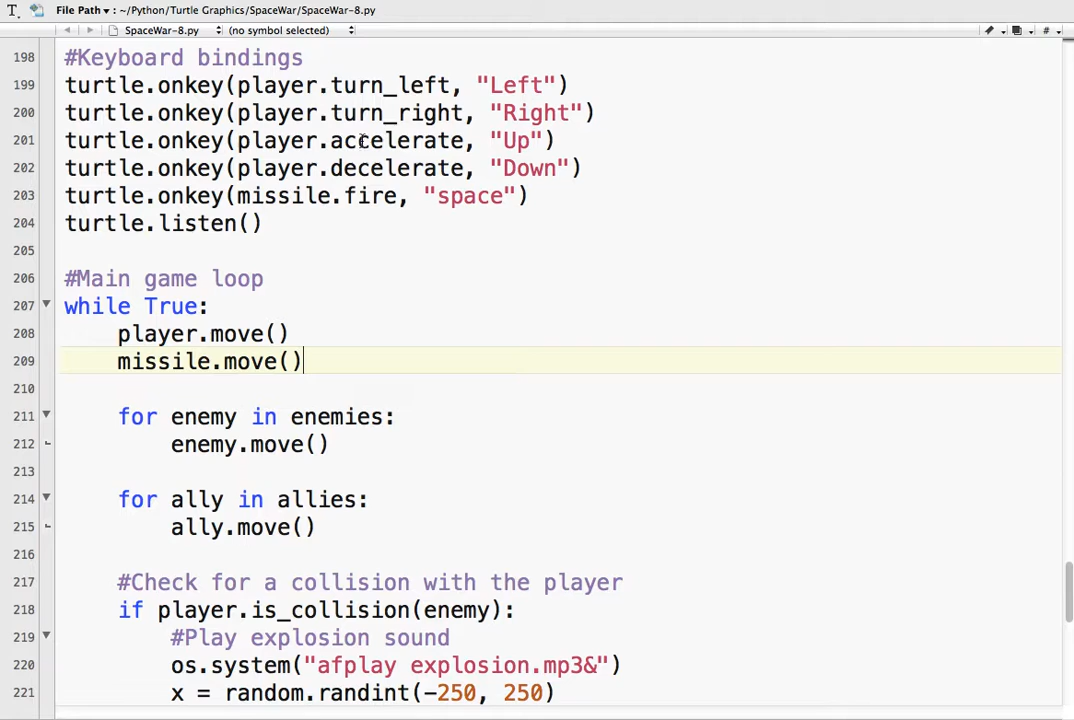 File Path ▾ : ~/Python/Turtle Graphics/SpaceWar/SpaceWar-8.py
SpaceWar-8.py (no symbol selected) #
198 #Keyboard bindings
199 turtle.onkey(player.turn_left, "Left")
200 turtle.onkey(player.turn_right, "Right")
201 turtle.onkey(player.accelerate, "Up")
202 turtle.onkey(player.decelerate, "Down")
203 turtle.onkey(missile.fire, "space")
204 turtle.listen()
205
206 #Main game loop
207 while True:
208 player.move()
209 missile.move()
210
211 for enemy in enemies:
212 enemy.move()
213
214 for ally in allies:
215 ally.move()
216
217 #Check for a collision with the player
218 if player.is_collision(enemy):
219 #Play explosion sound
220 os.system("afplay explosion.mp3&")
221 x = random.randint(-250, 250)